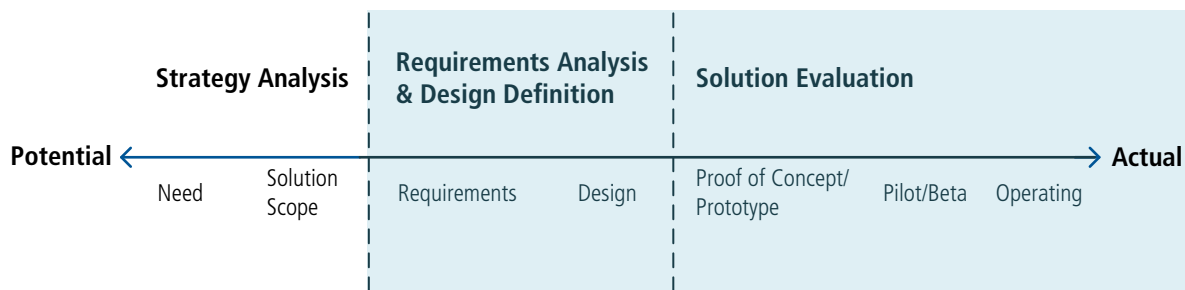 Strategy Analysis
Requirements Analysis
& Design Definition
Solution Evaluation
Potential
Actual
Need
Solution
Scope
Requirements
Design
Proof of Concept/
Prototype
Pilot/Beta
Operating